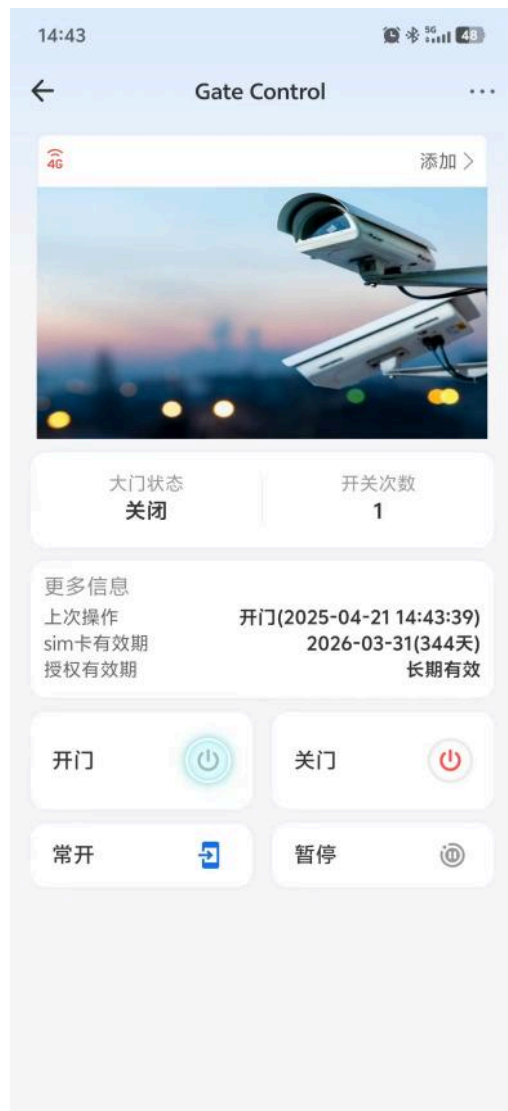 14:43
5G
48
Gate Control
4G
添加
大门状态
开关次数
关闭
1
更多信息
上次操作 开门(2025-04-21 14:43:39)
sim卡有效期 2026-03-31(344天)
授权有效期 长期有效
开门
关门
常开
暂停